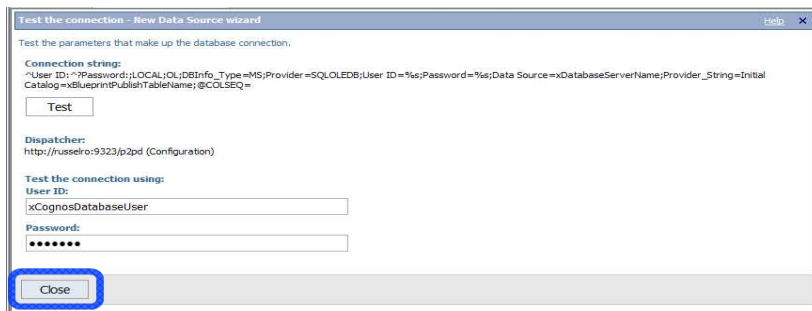 Test the connection - New Data Source wizard
Help X
Test the parameters that make up the database connection.
Connection string:
^User ID:^?Password:;LOCAL;OL;DBInfo_Type=MS;Provider=SQLOLEDB;User ID=%s;Password=%s;Data Source=xDatabaseServerName;Provider_String=Initial
Catalog=xBlueprintPublishTableName;@COLSEQ=
Test
Dispatcher:
http://russelro:9323/p2pd (Configuration)
Test the connection using:
User ID:
xCognosDatabaseUser
Password:
•••••••
Close